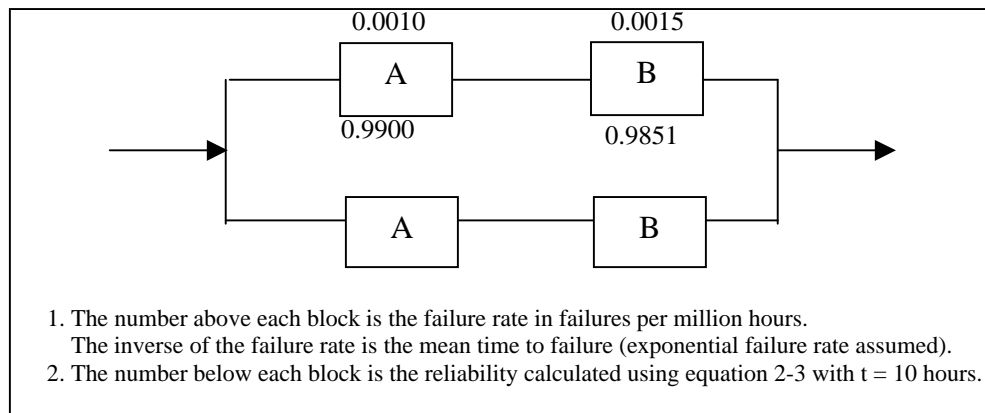 0.0010 0.0015
A B
0.9900 0.9851
A B
1. The number above each block is the failure rate in failures per million hours.
The inverse of the failure rate is the mean time to failure (exponential failure rate assumed).
2. The number below each block is the reliability calculated using equation 2-3 with t = 10 hours.